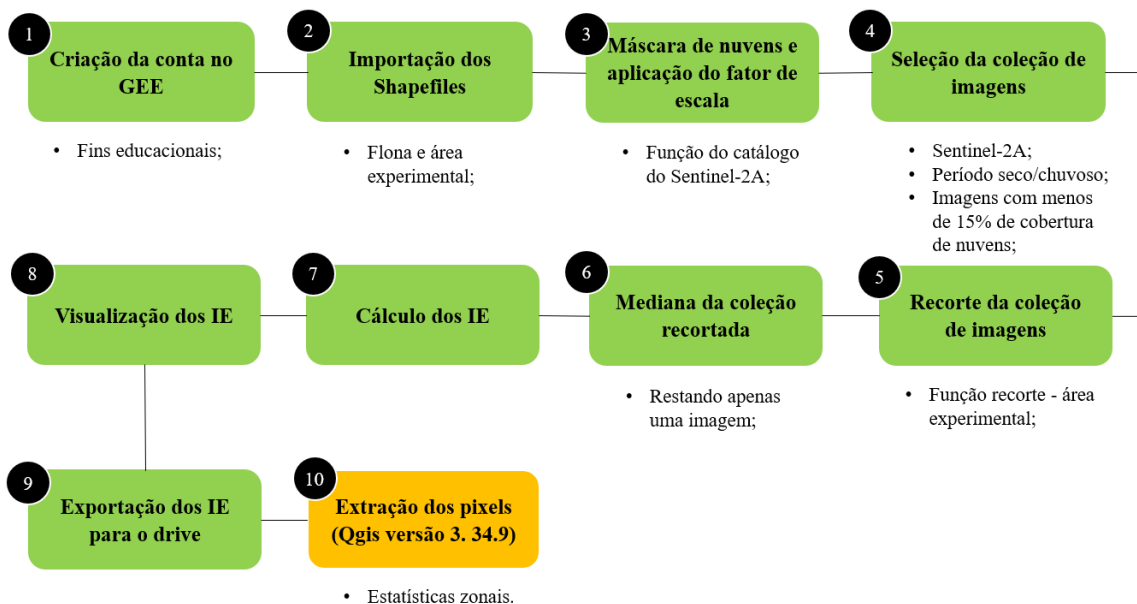 1
Criação da conta no
GEE
• Fins educacionais;
2
Importação dos
Shapefiles
• Flona e área
experimental;
3
Máscara de nuvens e
aplicação do fator de
escala
• Função do catálogo
do Sentinel-2A;
4
Seleção da coleção de
imagens
• Sentinel-2A;
• Período seco/chuvoso;
• Imagens com menos
de 15% de cobertura
de nuvens;
5
Recorte da coleção
de imagens
• Função recorte - área
experimental;
6
Mediana da coleção
recortada
• Restando apenas
uma imagem;
7
Cálculo dos IE
8
Visualização dos IE
9
Exportação dos IE
para o drive
10
Extração dos pixels
(Qgis versão 3. 34.9)
• Estatísticas zonais.